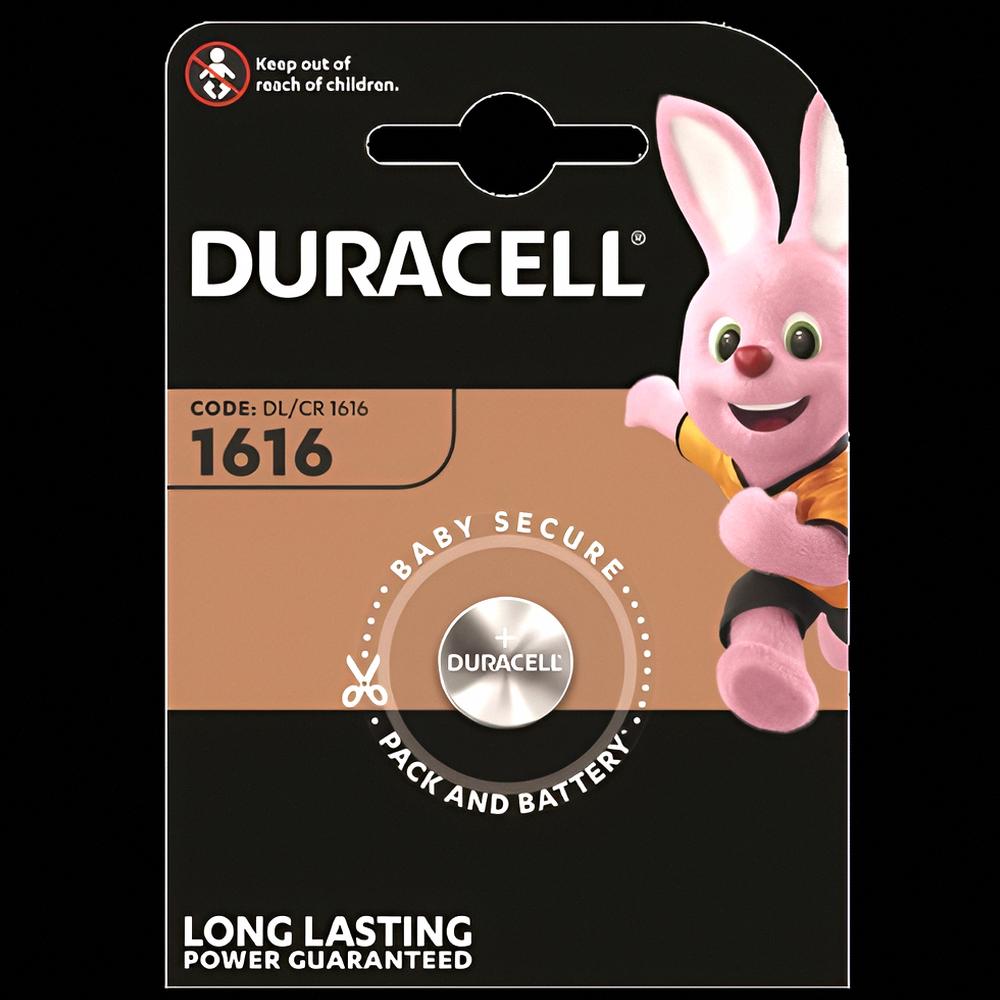 Keep out of
reach of children.
DURACELL®
CODE: DL/CR 1616
1616
BABY SECURE
+
DURACELL
PACK AND BATTERY*
LONG LASTING
POWER GUARANTEED